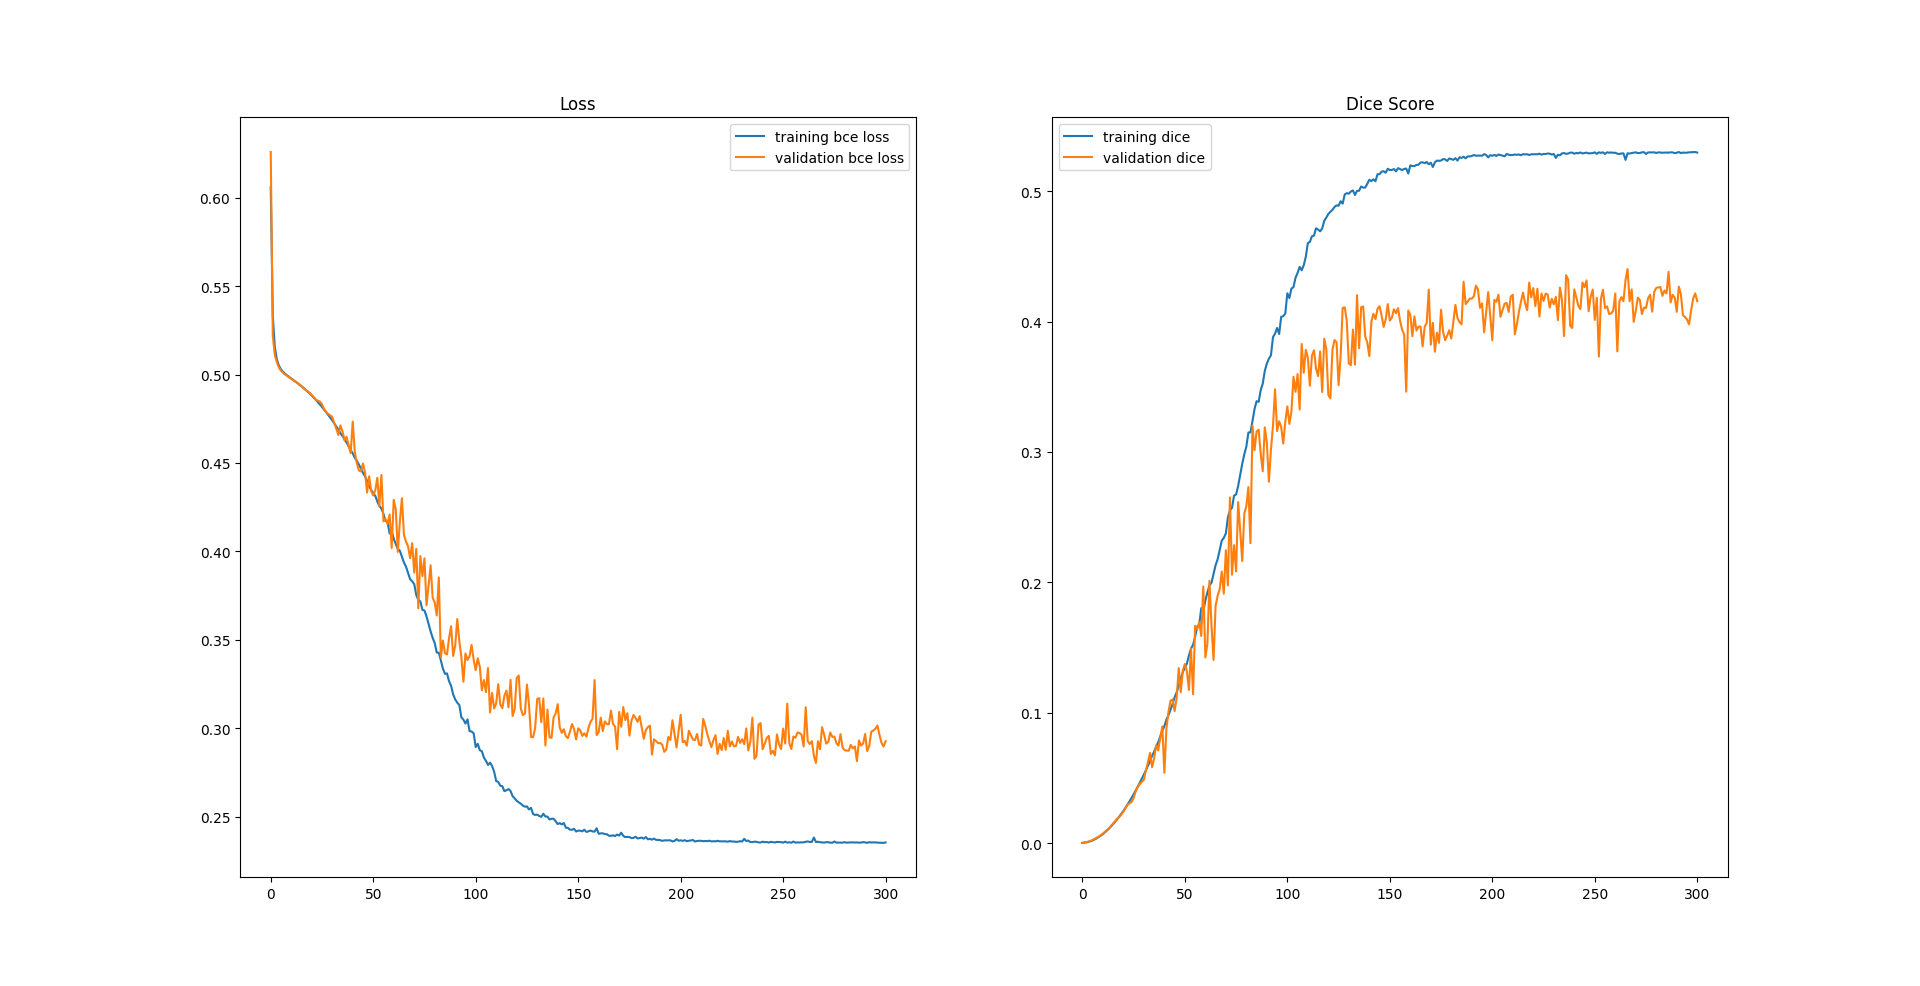 Loss
training bce loss
validation bce loss
0.60
0.55
0.50
0.45
0.40
0.35
0.30
0.25
0 50 100 150 200 250 300
Dice Score
training dice
validation dice
0.5
0.4
0.3
0.2
0.1
0.0
0 50 100 150 200 250 300